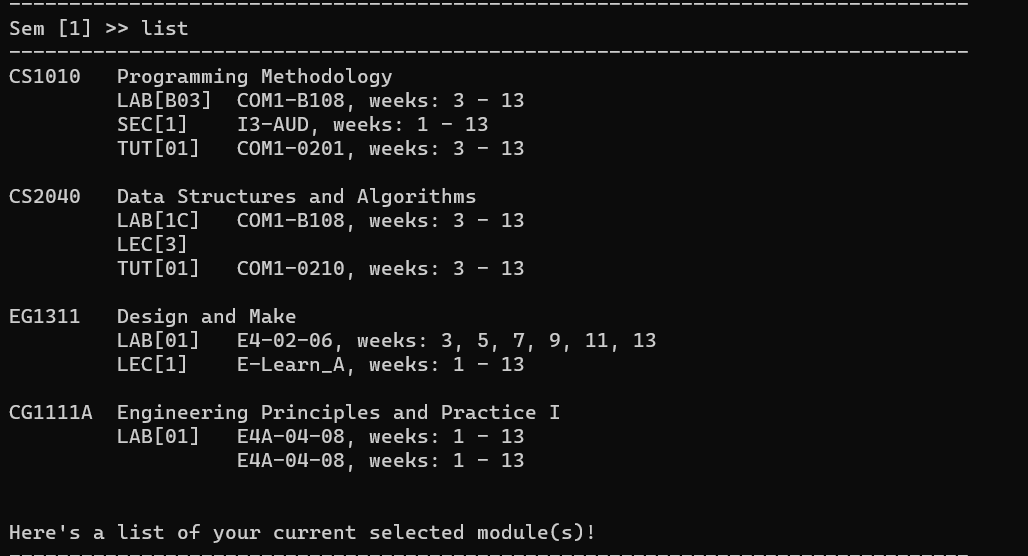 --------------------------------------------------------------------------------
Sem [1] >> list
--------------------------------------------------------------------------------
CS1010   Programming Methodology
         LAB[B03]  COM1-B108, weeks: 3 - 13
         SEC[1]    I3-AUD, weeks: 1 - 13
         TUT[01]   COM1-0201, weeks: 3 - 13

CS2040   Data Structures and Algorithms
         LAB[1C]   COM1-B108, weeks: 3 - 13
         LEC[3]
         TUT[01]   COM1-0210, weeks: 3 - 13

EG1311   Design and Make
         LAB[01]   E4-02-06, weeks: 3, 5, 7, 9, 11, 13
         LEC[1]    E-Learn_A, weeks: 1 - 13

CG1111A  Engineering Principles and Practice I
         LAB[01]   E4A-04-08, weeks: 1 - 13
                   E4A-04-08, weeks: 1 - 13


Here's a list of your current selected module(s)!
--------------------------------------------------------------------------------